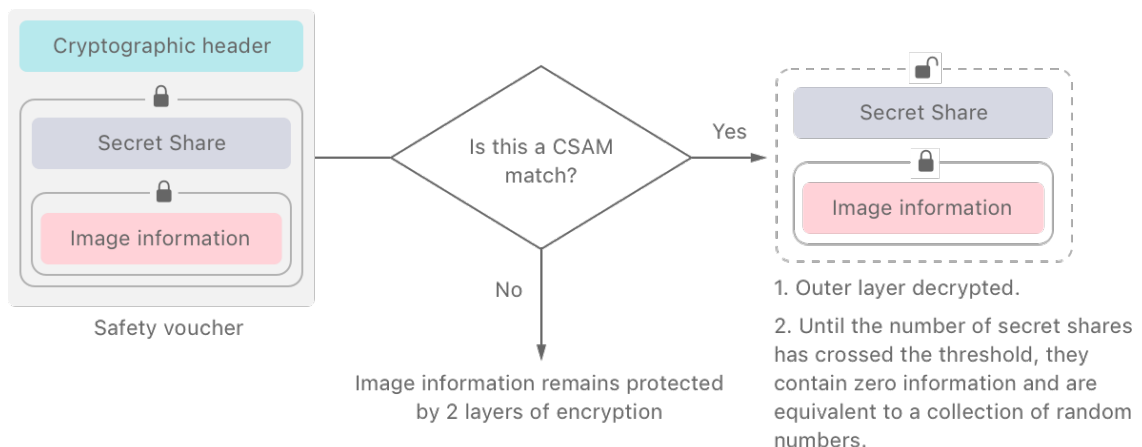 Cryptographic header
Secret Share
Image information
Safety voucher
Is this a CSAM
match?
Yes
No
Image information remains protected
by 2 layers of encryption
Secret Share
Image information
1. Outer layer decrypted.
2. Until the number of secret shares
has crossed the threshold, they
contain zero information and are
equivalent to a collection of random
numbers.